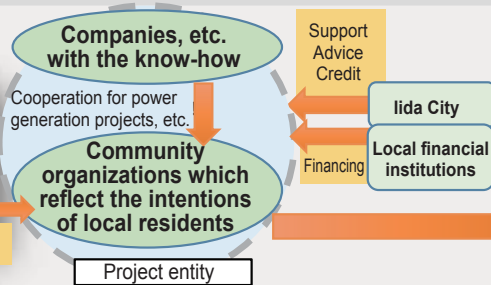 Companies, etc.
with the know-how
Cooperation for power
generation projects, etc.
Community
organizations which
reflect the intentions
of local residents
Project entity
Support
Advice
Credit
Financing
Iida City
Local financial
institutions